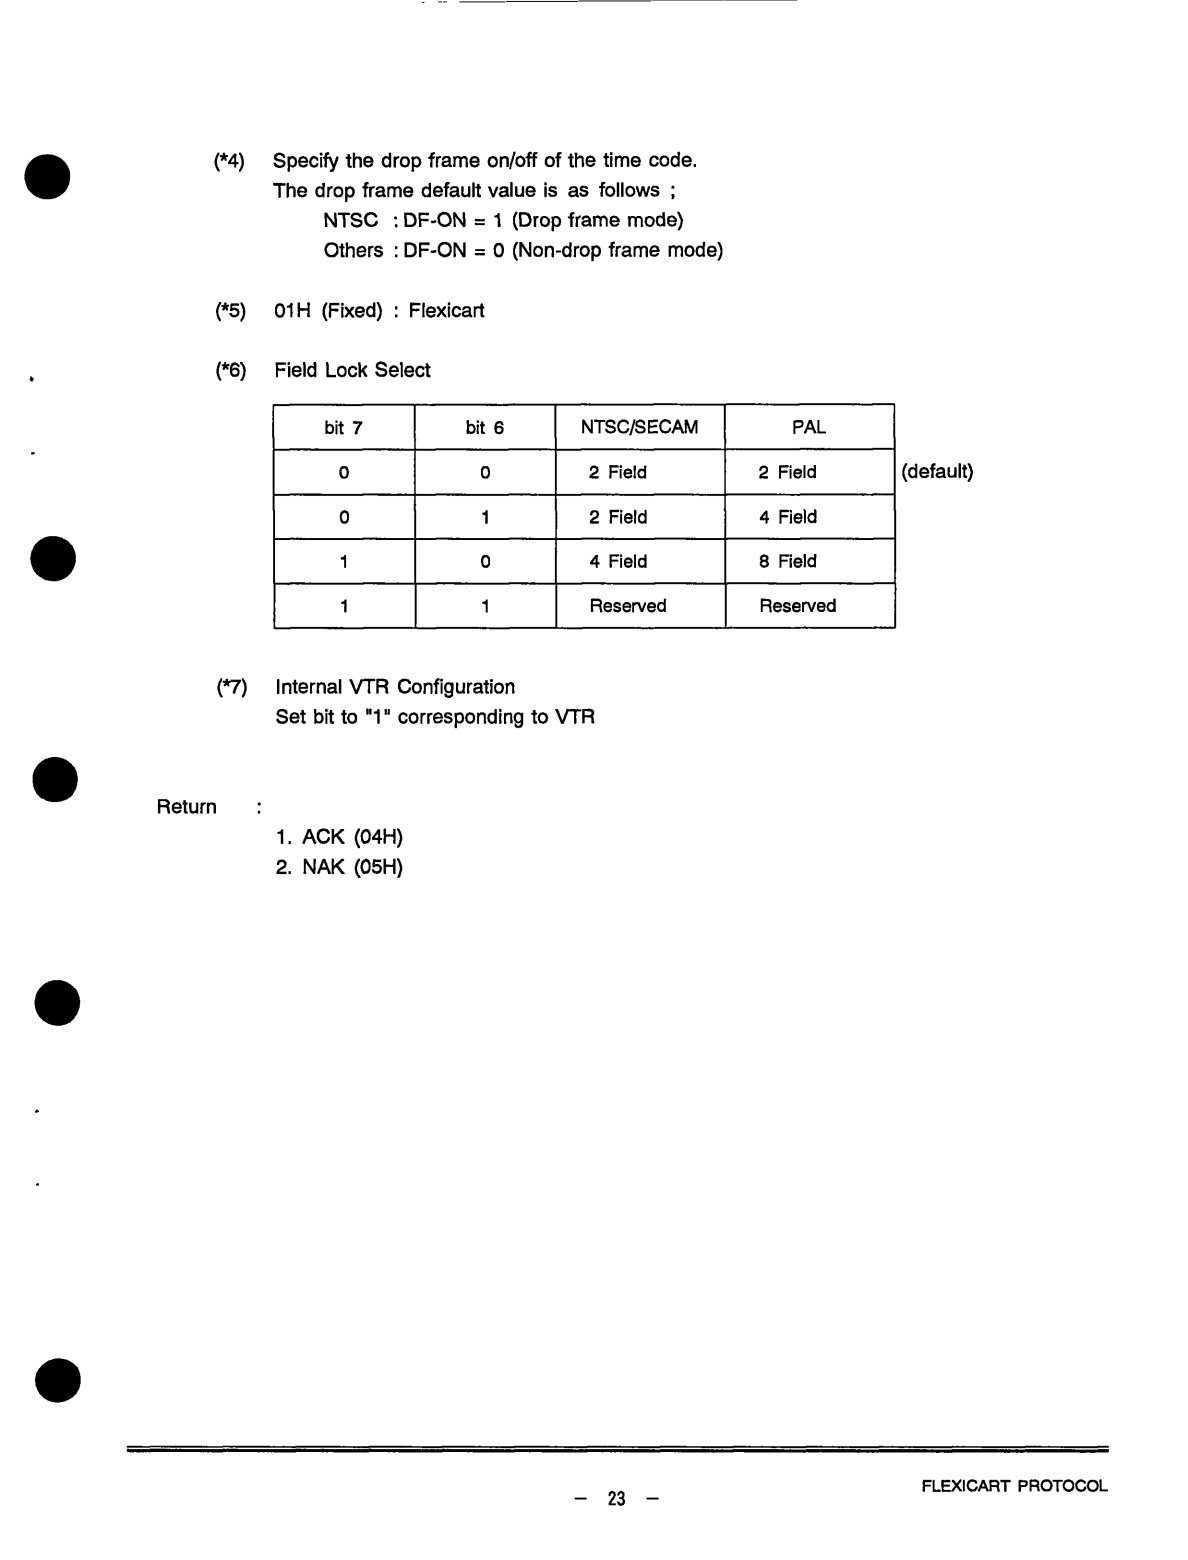 (*4) Specify the drop frame on/off of the time code.
The drop frame default value is as follows ;
NTSC : DF-ON = 1 (Drop frame mode)
Others : DF-ON = 0 (Non-drop frame mode)
(*5) 01H (Fixed) : Flexicart
(*6) Field Lock Select
bit 7 bit 6 NTSC/SECAM PAL
0 0 2 Field 2 Field (default)
0 1 2 Field 4 Field
1 0 4 Field 8 Field
1 1 Reserved Reserved
(*7) Internal VTR Configuration
Set bit to "1" corresponding to VTR
Return :
1. ACK (04H)
2. NAK (05H)
FLEXICART PROTOCOL
– 23 –